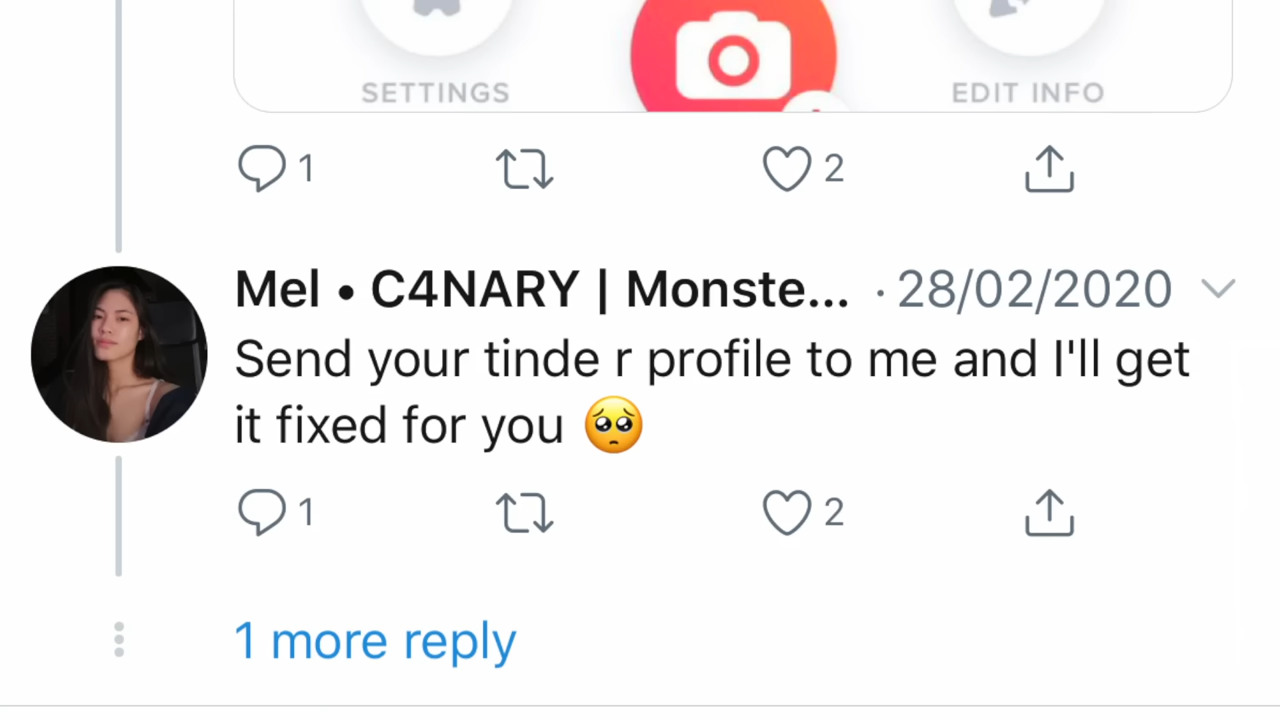 SETTINGS
EDIT INFO
1
2
Mel • C4NARY | Monste... · 28/02/2020
Send your tinde r profile to me and I'll get
it fixed for you 🥺
1
2
1 more reply